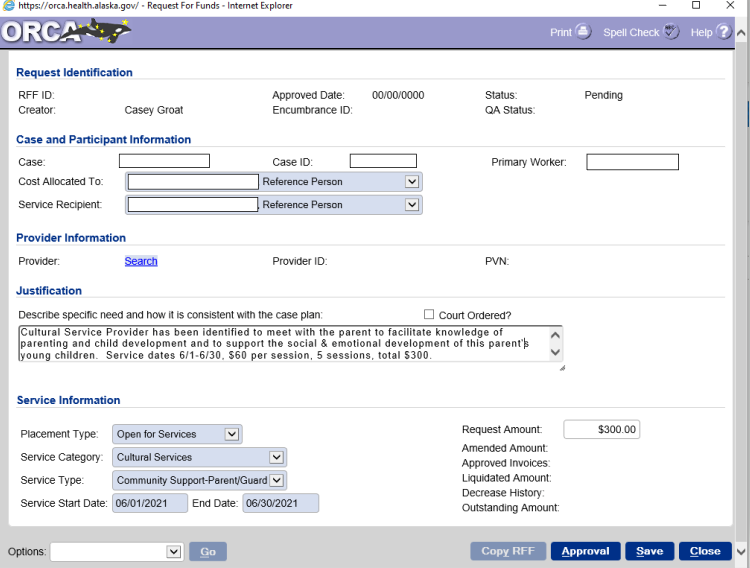 https://orca.health.alaska.gov/ - Request For Funds - Internet Explorer
ORCA Print Spell Check Help ?
Request Identification
RFF ID: Approved Date: 00/00/0000 Status: Pending
Creator: Casey Groat Encumbrance ID: QA Status:
Case and Participant Information
Case: Case ID: Primary Worker:
Cost Allocated To: Reference Person
Service Recipient: , Reference Person
Provider Information
Provider: Search Provider ID: PVN:
Justification
Describe specific need and how it is consistent with the case plan: Court Ordered?
Cultural Service Provider has been identified to meet with the parent to facilitate knowledge of
parenting and child development and to support the social & emotional development of this parent's
young children. Service dates 6/1-6/30, $60 per session, 5 sessions, total $300.
Service Information
Placement Type: Open for Services Request Amount: $300.00
Amended Amount:
Service Category: Cultural Services Approved Invoices:
Service Type: Community Support-Parent/Guard Liquidated Amount:
Decrease History:
Service Start Date: 06/01/2021 End Date: 06/30/2021 Outstanding Amount:
Options: Go Copy RFF Approval Save Close